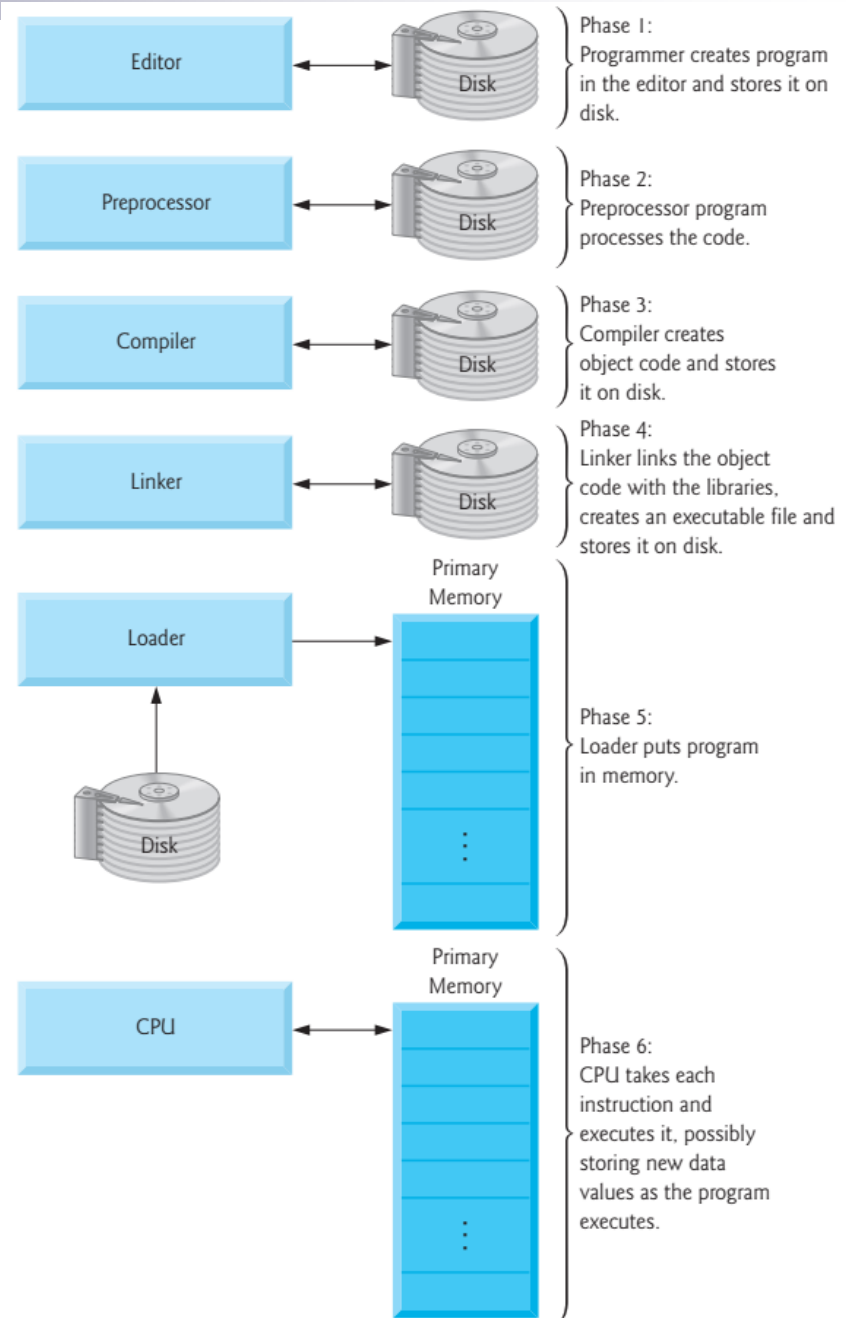 Editor
Disk
Phase 1:
Programmer creates program
in the editor and stores it on
disk.
Preprocessor
Disk
Phase 2:
Preprocessor program
processes the code.
Compiler
Disk
Phase 3:
Compiler creates
object code and stores
it on disk.
Linker
Disk
Phase 4:
Linker links the object
code with the libraries,
creates an executable file and
stores it on disk.
Loader
Disk
Primary
Memory
Phase 5:
Loader puts program
in memory.
CPU
Primary
Memory
Phase 6:
CPU takes each
instruction and
executes it, possibly
storing new data
values as the program
executes.